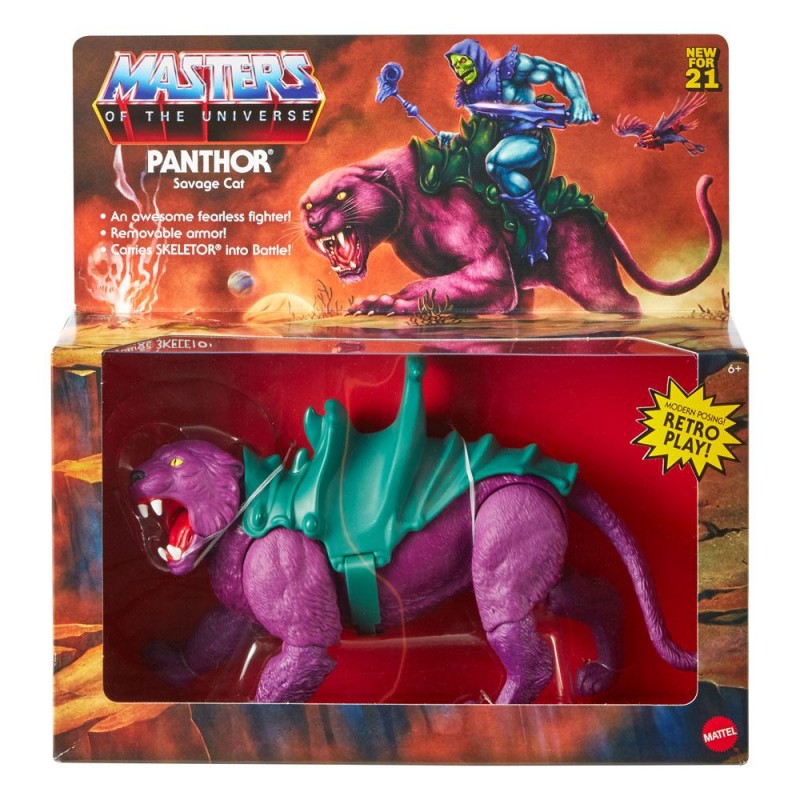 MASTERS
OF THE UNIVERSE®
PANTHOR®
Savage Cat
• An awesome fearless fighter!
• Removable armor!
• Carries SKELETOR® into Battle!
NEW
FOR
21
6+
MODERN POSING!
RETRO
PLAY!
MATTEL